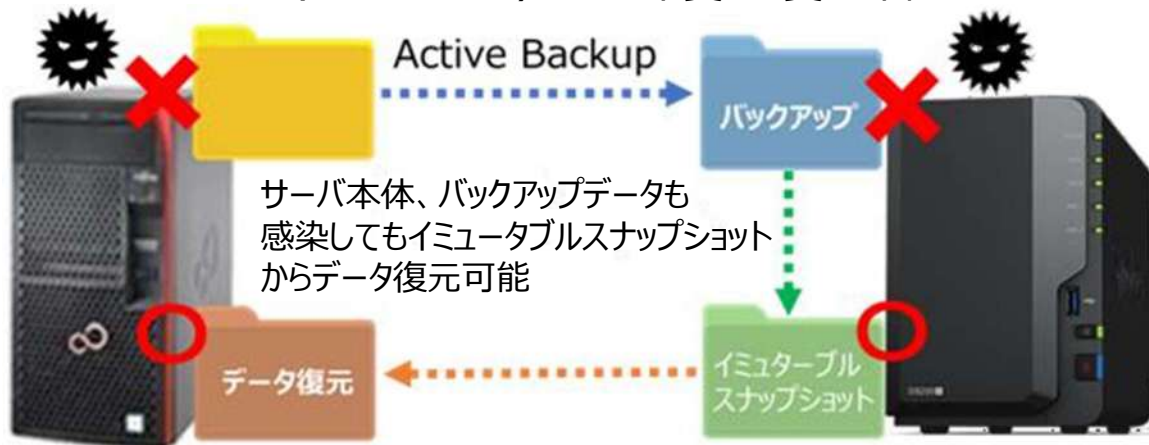 Active Backup
バックアップ
サーバ本体、バックアップデータも
感染してもイミュータブルスナップショット
からデータ復元可能
データ復元
イミュターブル
スナップショット